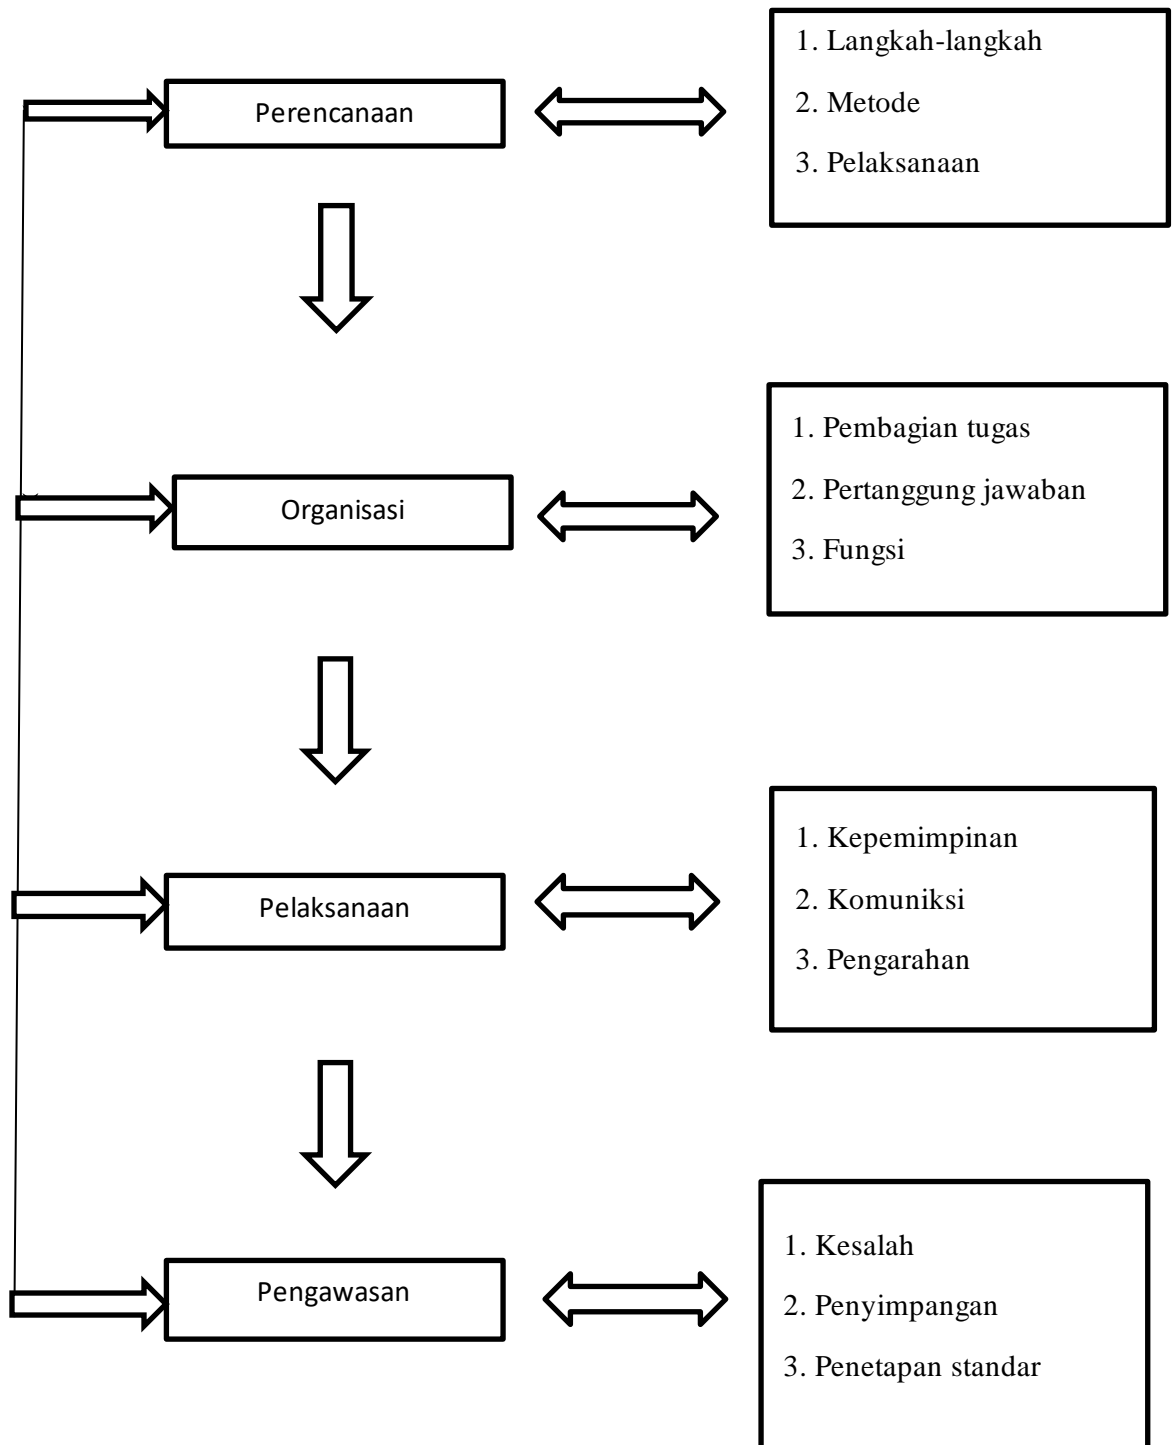 Perencanaan
1. Langkah-langkah
2. Metode
3. Pelaksanaan
Organisasi
1. Pembagian tugas
2. Pertanggung jawaban
3. Fungsi
Pelaksanaan
1. Kepemimpinan
2. Komuniksi
3. Pengarahan
Pengawasan
1. Kesalah
2. Penyimpangan
3. Penetapan standar